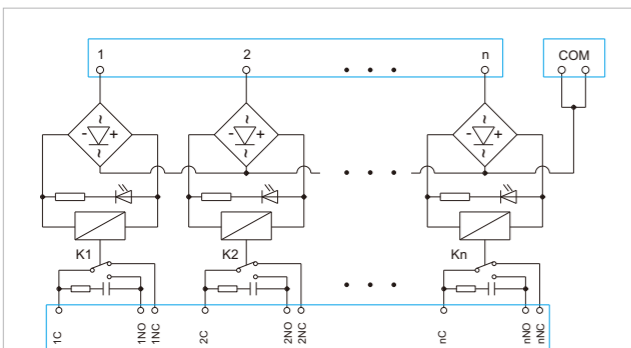 1 2 n COM
- + - + - +
K1 K2 Kn
1C 1NO 1NC 2C 2NO 2NC nC nNO nNC